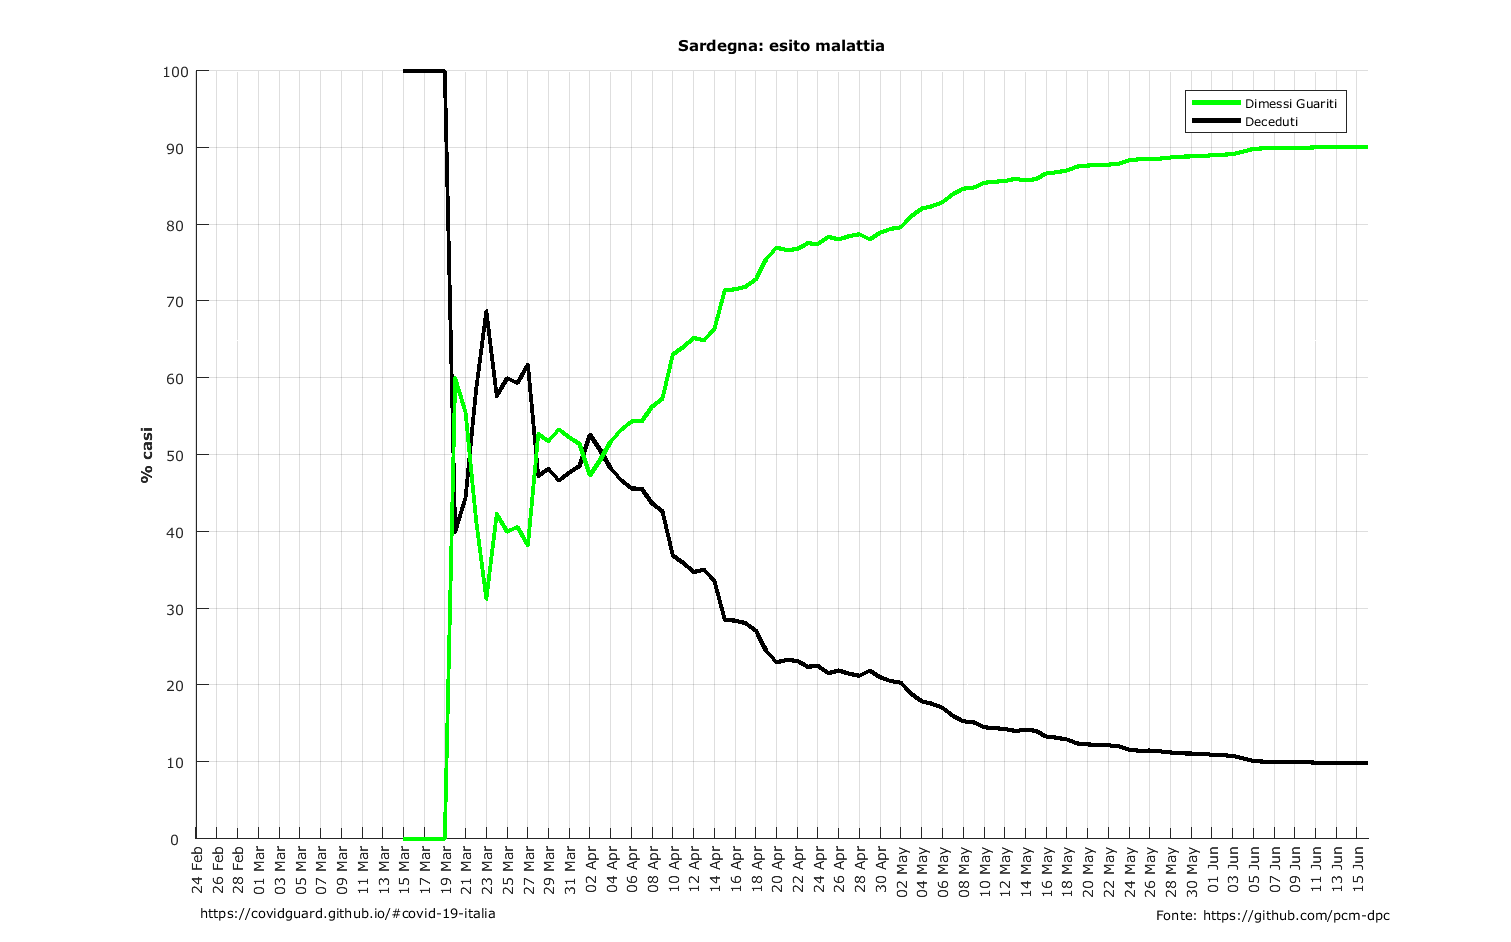 Sardegna: esito malattia
100
90
80
70
60
50
40
30
20
10
0
% casi
Dimessi Guariti
Deceduti
24 Feb
26 Feb
28 Feb
01 Mar
03 Mar
05 Mar
07 Mar
09 Mar
11 Mar
13 Mar
15 Mar
17 Mar
19 Mar
21 Mar
23 Mar
25 Mar
27 Mar
29 Mar
31 Mar
02 Apr
04 Apr
06 Apr
08 Apr
10 Apr
12 Apr
14 Apr
16 Apr
18 Apr
20 Apr
22 Apr
24 Apr
26 Apr
28 Apr
30 Apr
02 May
04 May
06 May
08 May
10 May
12 May
14 May
16 May
18 May
20 May
22 May
24 May
26 May
28 May
30 May
01 Jun
03 Jun
05 Jun
07 Jun
09 Jun
11 Jun
13 Jun
15 Jun
https://covidguard.github.io/#covid-19-italia
Fonte: https://github.com/pcm-dpc